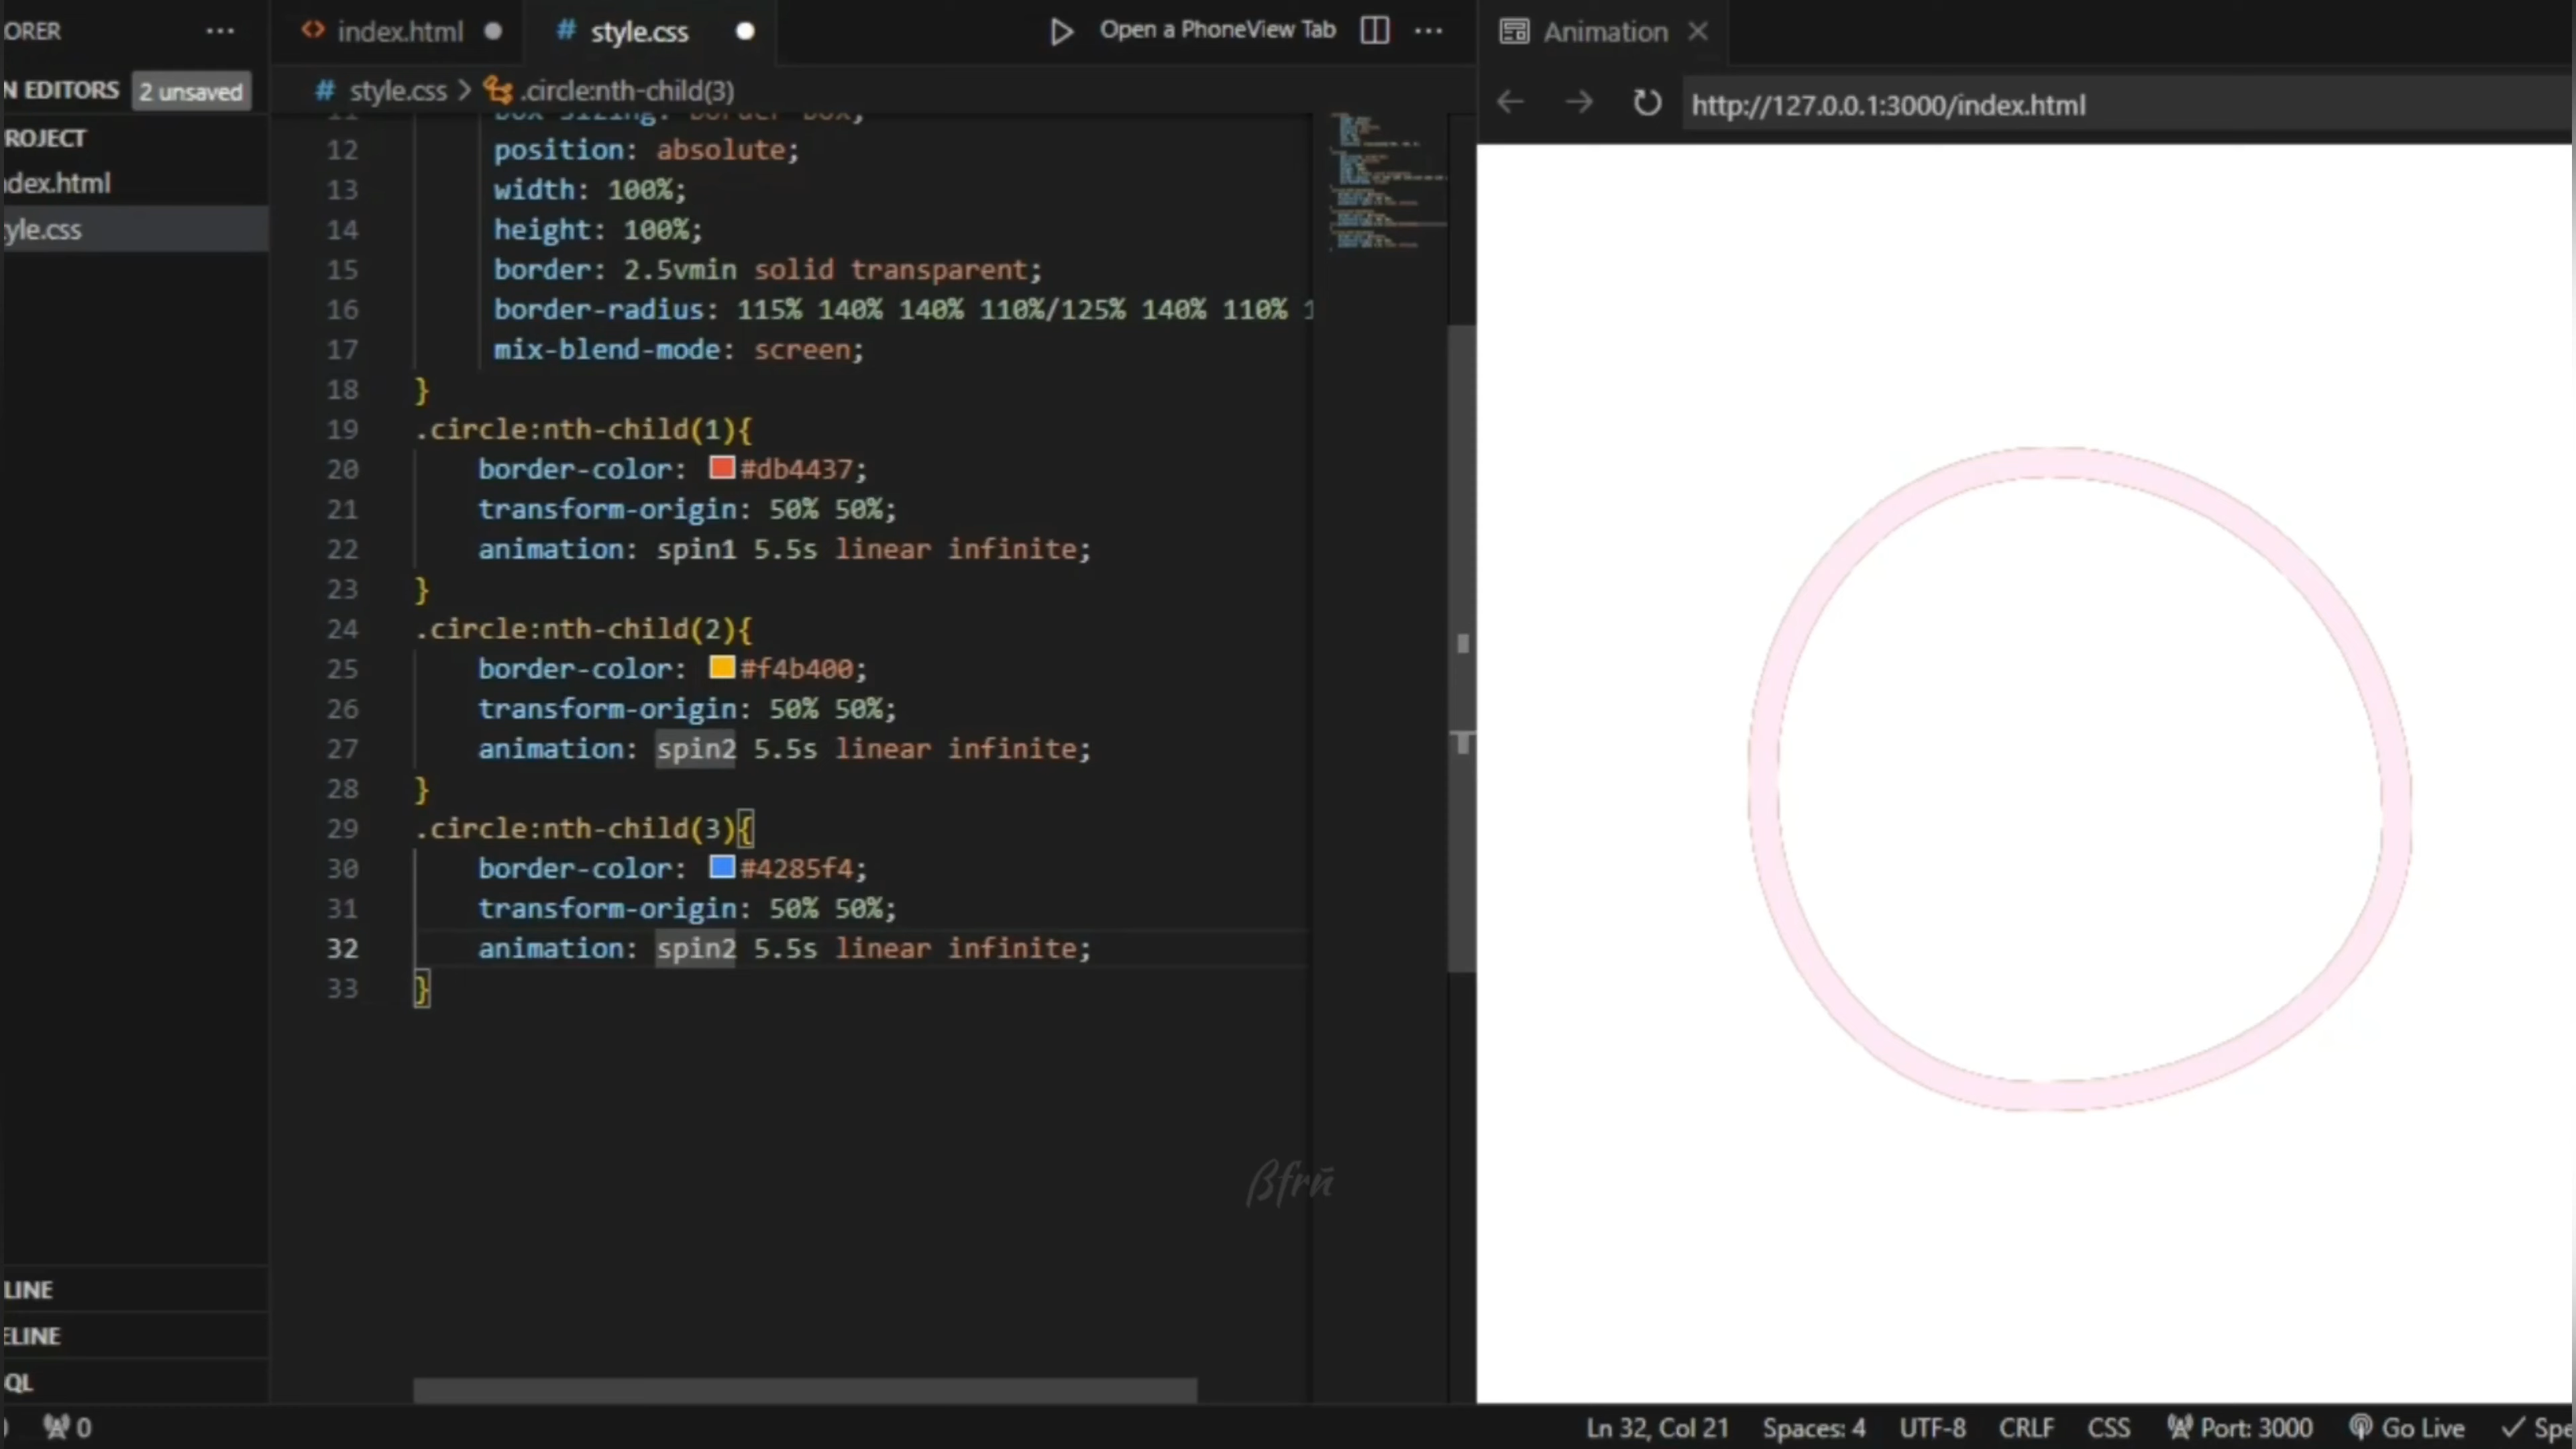 ORER ···
index.html
# style.css
Open a PhoneView Tab
···
Animation
N EDITORS 2 unsaved
# style.css > .circle:nth-child(3)
http://127.0.0.1:3000/index.html
ROJECT
dex.html
yle.css
11 box-sizing: border-box;
12 position: absolute;
13 width: 100%;
14 height: 100%;
15 border: 2.5vmin solid transparent;
16 border-radius: 115% 140% 140% 110%/125% 140% 110% 1
17 mix-blend-mode: screen;
18 }
19 .circle:nth-child(1){
20 border-color: #db4437;
21 transform-origin: 50% 50%;
22 animation: spin1 5.5s linear infinite;
23 }
24 .circle:nth-child(2){
25 border-color: #f4b400;
26 transform-origin: 50% 50%;
27 animation: spin2 5.5s linear infinite;
28 }
29 .circle:nth-child(3){
30 border-color: #4285f4;
31 transform-origin: 50% 50%;
32 animation: spin2 5.5s linear infinite;
33 }
LINE
ELINE
QL
0
Ln 32, Col 21
Spaces: 4
UTF-8
CRLF
CSS
Port: 3000
Go Live
Spe